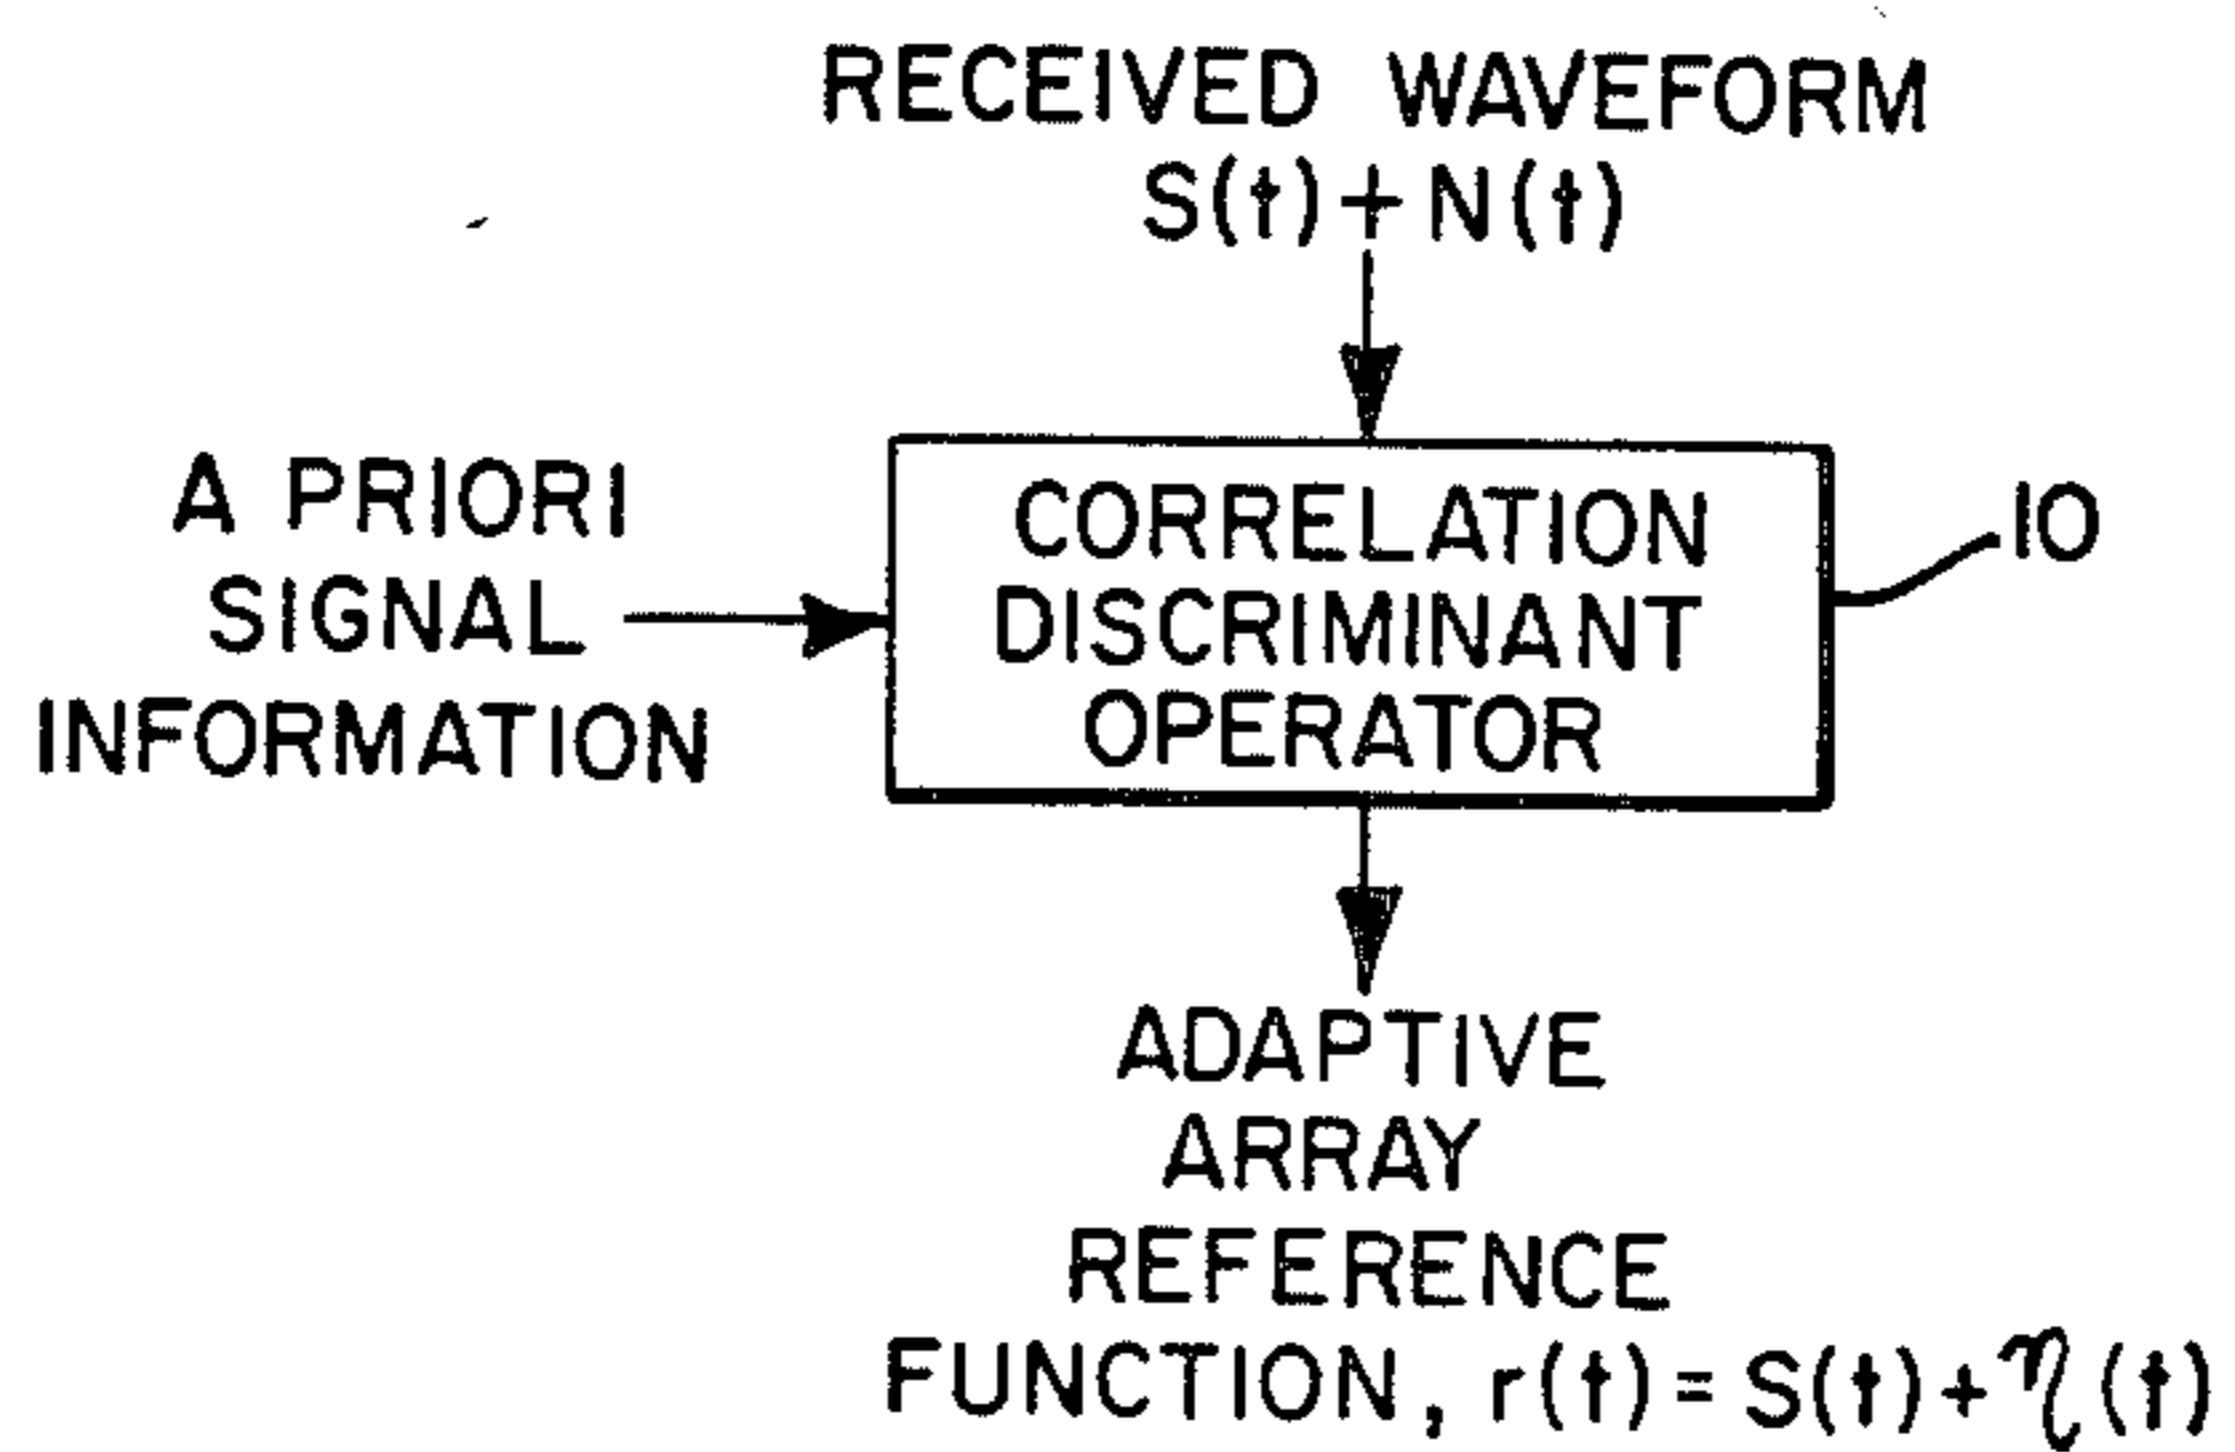 RECEIVED WAVEFORM
S(t)+N(t)
A PRIORI
SIGNAL
INFORMATION
CORRELATION
DISCRIMINANT
OPERATOR
10
ADAPTIVE
ARRAY
REFERENCE
FUNCTION, r(t)=S(t)+η(t)